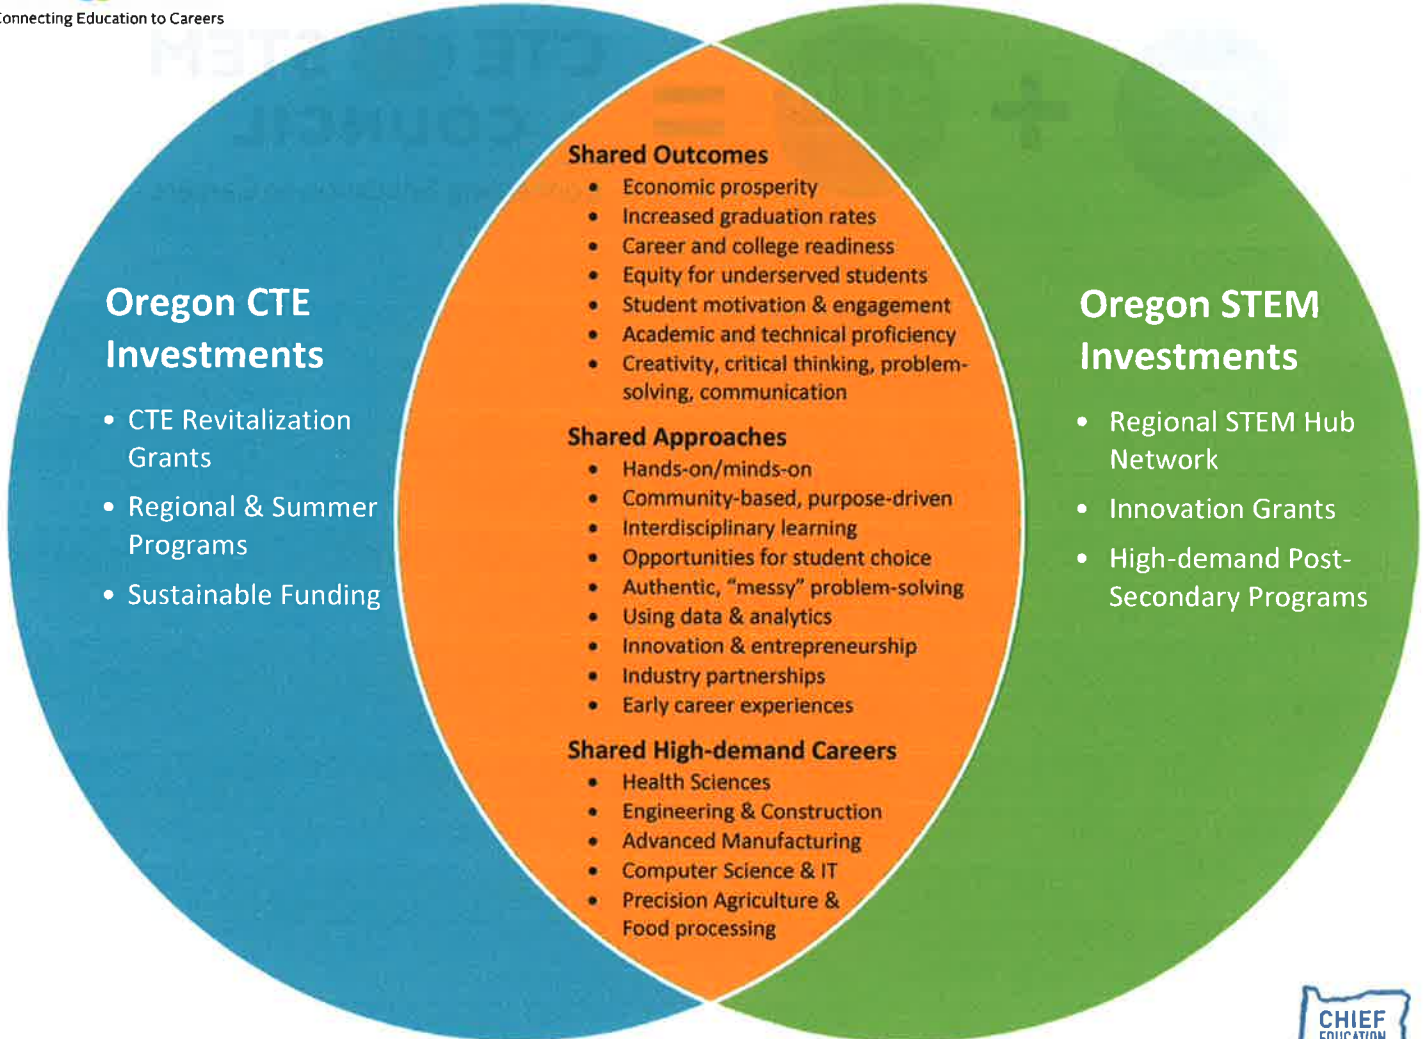 Connecting Education to Careers
Oregon CTE
Investments
• CTE Revitalization
Grants
• Regional & Summer
Programs
• Sustainable Funding
Shared Outcomes
• Economic prosperity
• Increased graduation rates
• Career and college readiness
• Equity for underserved students
• Student motivation & engagement
• Academic and technical proficiency
• Creativity, critical thinking, problem-
solving, communication
Shared Approaches
• Hands-on/minds-on
• Community-based, purpose-driven
• Interdisciplinary learning
• Opportunities for student choice
• Authentic, “messy” problem-solving
• Using data & analytics
• Innovation & entrepreneurship
• Industry partnerships
• Early career experiences
Shared High-demand Careers
• Health Sciences
• Engineering & Construction
• Advanced Manufacturing
• Computer Science & IT
• Precision Agriculture &
Food processing
Oregon STEM
Investments
• Regional STEM Hub
Network
• Innovation Grants
• High-demand Post-
Secondary Programs
CHIEF
EDUCATION